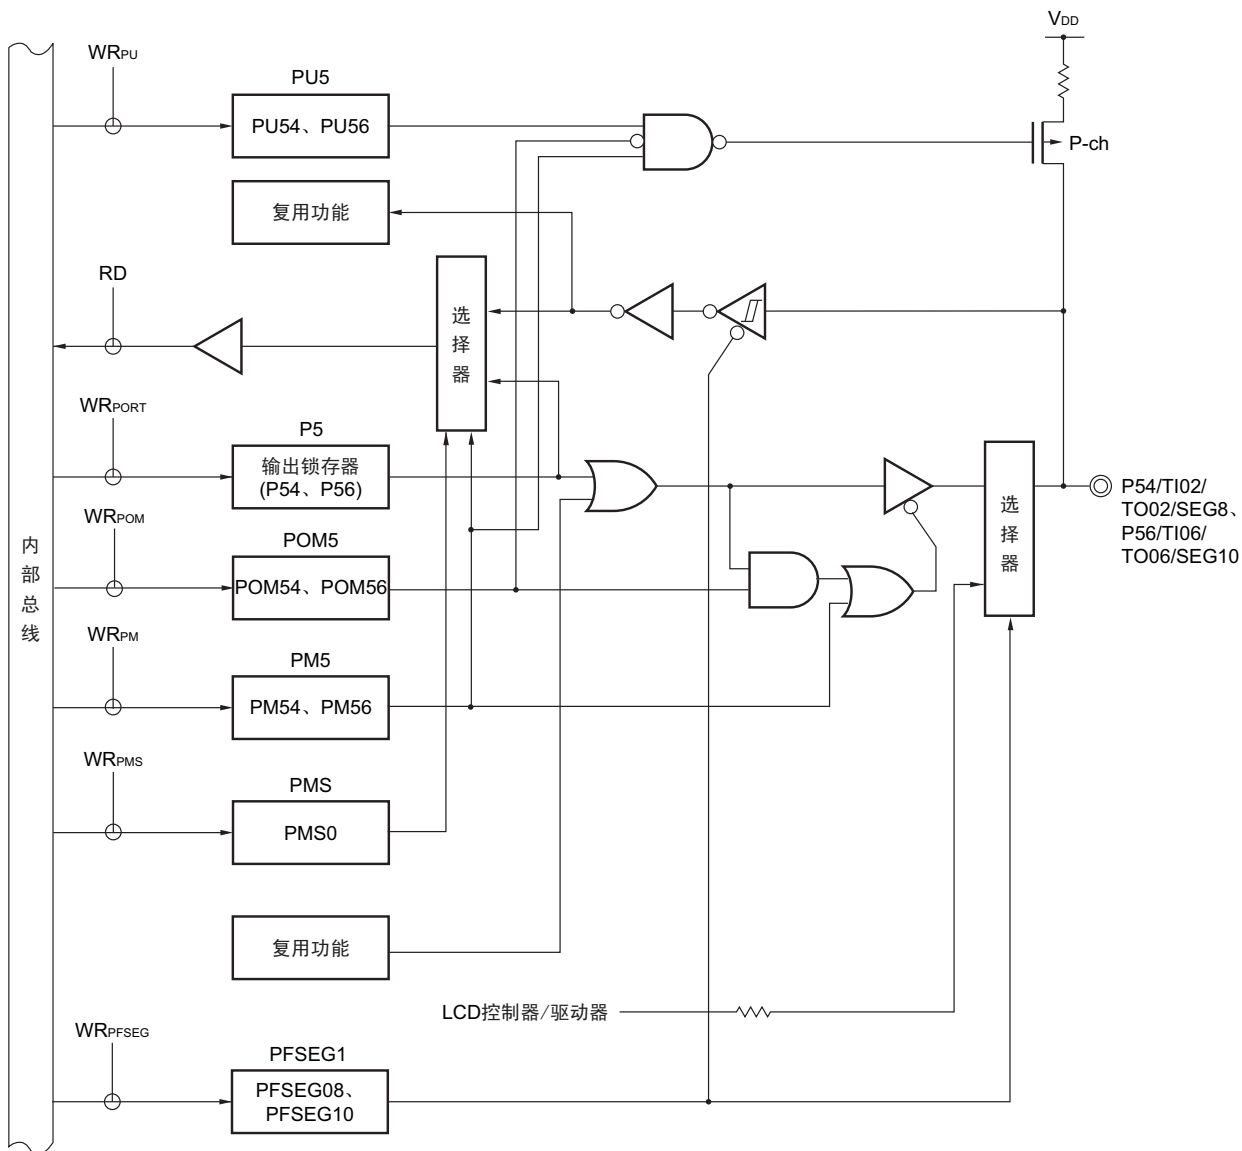 VDD
WRPU
PU5
PU54、PU56
P-ch
复用功能
RD
选择器
WRPORT
P5
输出锁存器
(P54、P56)
WRPOM
POM5
POM54、POM56
内部总线
选择器
P54/TI02/
TO02/SEG8、
P56/TI06/
TO06/SEG10
WRPM
PM5
PM54、PM56
WRPMS
PMS
PMS0
复用功能
LCD控制器/驱动器
WRPFSEG
PFSEG1
PFSEG08、
PFSEG10